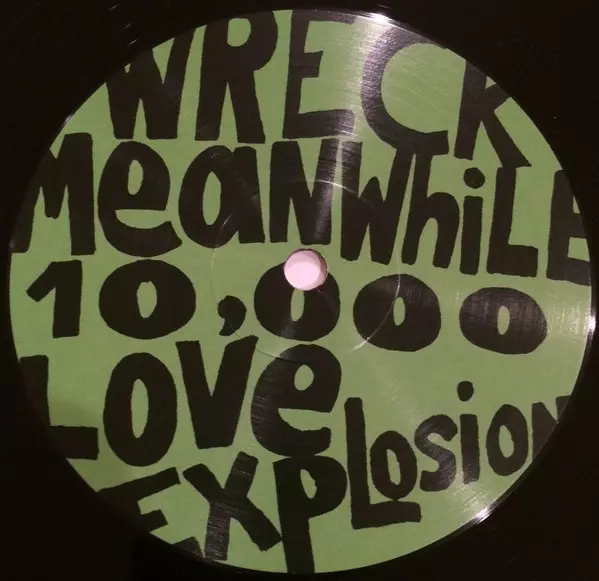 WRECK
MeaNWhiLE
10,000
LOVe
EXPLosioN